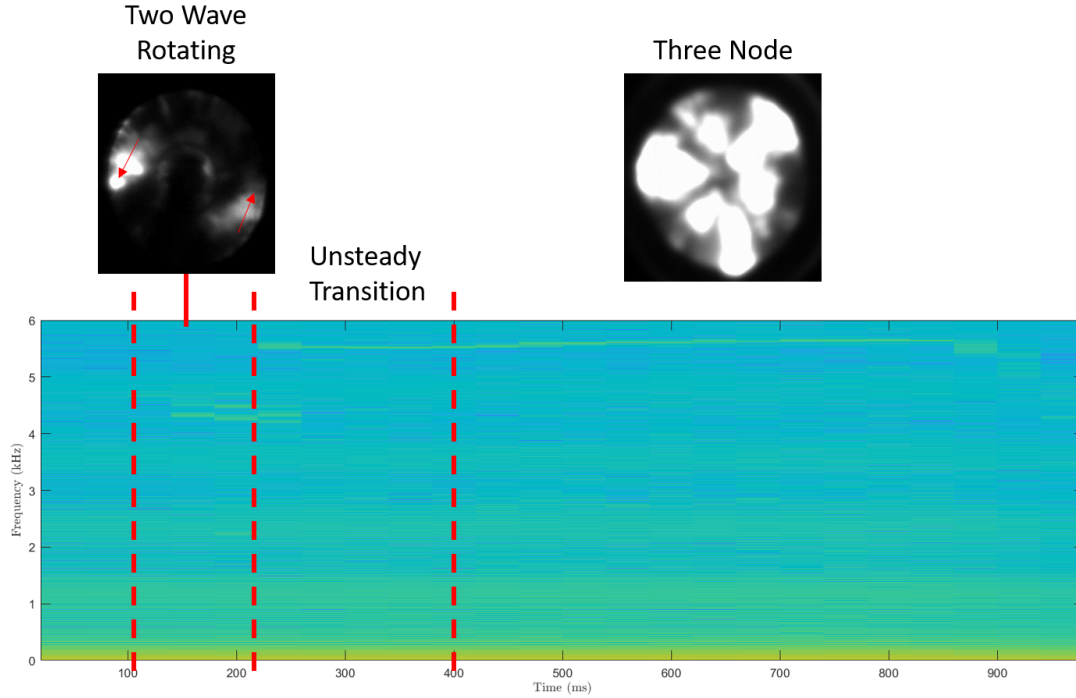 Two Wave
Rotating
Three Node
Unsteady
Transition
6
5
4
3
2
1
0
Frequency (kHz)
100
200
300
400
500
600
700
800
900
Time (ms)